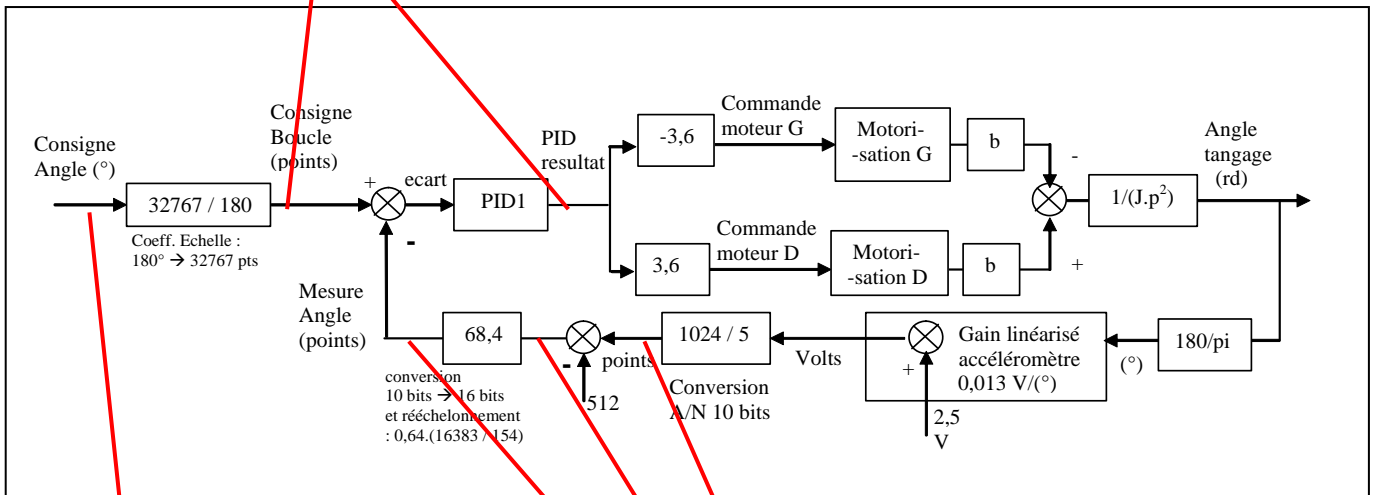 Consigne
Angle (°)
32767 / 180
Coeff. Echelle :
180° → 32767 pts
Consigne
Boucle
(points)
+
-
ecart
PID1
PID
resultat
-3,6
Commande
moteur G
Motori-
-sation G
b
-
3,6
Commande
moteur D
Motori-
-sation D
b
+
1/(J.p²)
Angle
tangage
(rd)
180/pi
(°)
Gain linéarisé
accéléromètre
0,013 V/(°)
+
2,5
V
Volts
1024 / 5
Conversion
A/N 10 bits
points
-
512
68,4
conversion
10 bits → 16 bits
et rééchelonnement
: 0,64.(16383 / 154)
Mesure
Angle
(points)